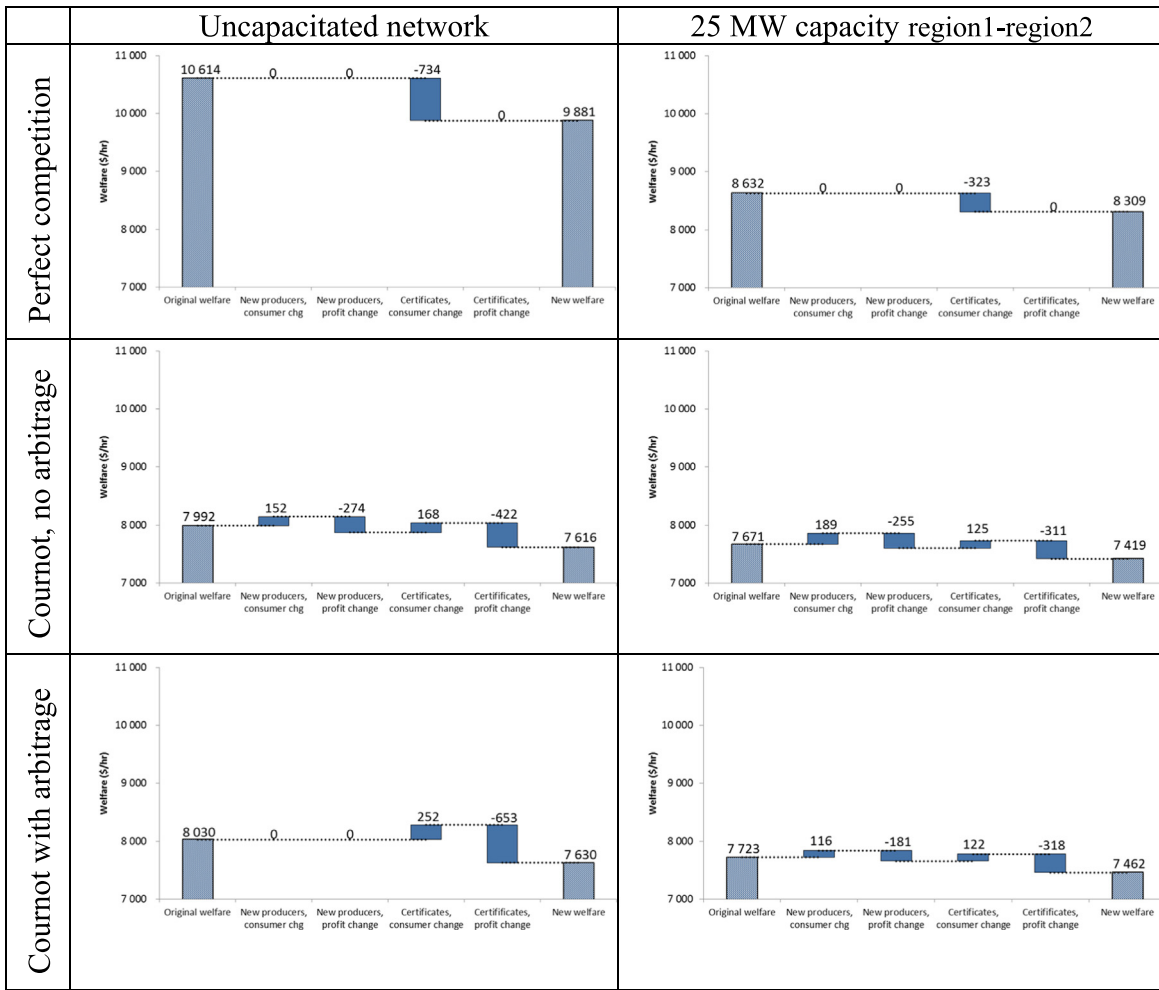 Uncapacitated network
25 MW capacity region1-region2
Perfect competition
11 000
10 000
9 000
8 000
7 000
Welfare ($/hr)
10 614
0
0
-734
0
9 881
Original welfare
New producers,
consumer chg
New producers,
profit change
Certificates,
consumer change
Certififcates,
profit change
New welfare
11 000
10 000
9 000
8 000
7 000
Welfare ($/hr)
8 632
0
0
-323
0
8 309
Original welfare
New producers,
consumer chg
New producers,
profit change
Certificates,
consumer change
Certififcates,
profit change
New welfare
Cournot, no arbitrage
11 000
10 000
9 000
8 000
7 000
Welfare ($/hr)
7 992
152
-274
168
-422
7 616
Original welfare
New producers,
consumer chg
New producers,
profit change
Certificates,
consumer change
Certififcates,
profit change
New welfare
11 000
10 000
9 000
8 000
7 000
Welfare ($/hr)
7 671
189
-255
125
-311
7 419
Original welfare
New producers,
consumer chg
New producers,
profit change
Certificates,
consumer change
Certififcates,
profit change
New welfare
Cournot with arbitrage
11 000
10 000
9 000
8 000
7 000
Welfare ($/hr)
8 030
0
0
252
-653
7 630
Original welfare
New producers,
consumer chg
New producers,
profit change
Certificates,
consumer change
Certififcates,
profit change
New welfare
11 000
10 000
9 000
8 000
7 000
Welfare ($/hr)
7 723
116
-181
122
-318
7 462
Original welfare
New producers,
consumer chg
New producers,
profit change
Certificates,
consumer change
Certififcates,
profit change
New welfare